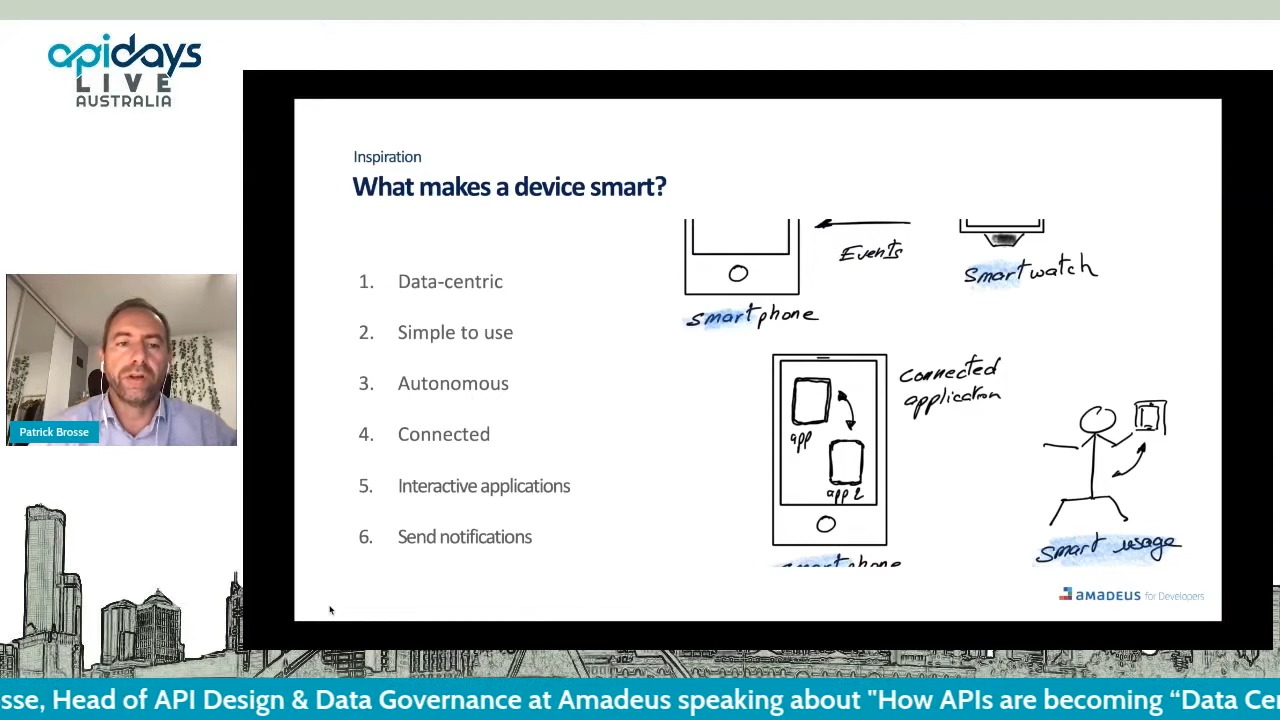 apidays
LIVE
AUSTRALIA
Inspiration
What makes a device smart?
1. Data-centric
2. Simple to use
3. Autonomous
4. Connected
5. Interactive applications
6. Send notifications
Events
smartwatch
smartphone
connected
application
app
app 2
smart usage
smartphone
amadeus for Developers
Patrick Brosse
sse, Head of API Design & Data Governance at Amadeus speaking about "How APIs are becoming “Data Ce